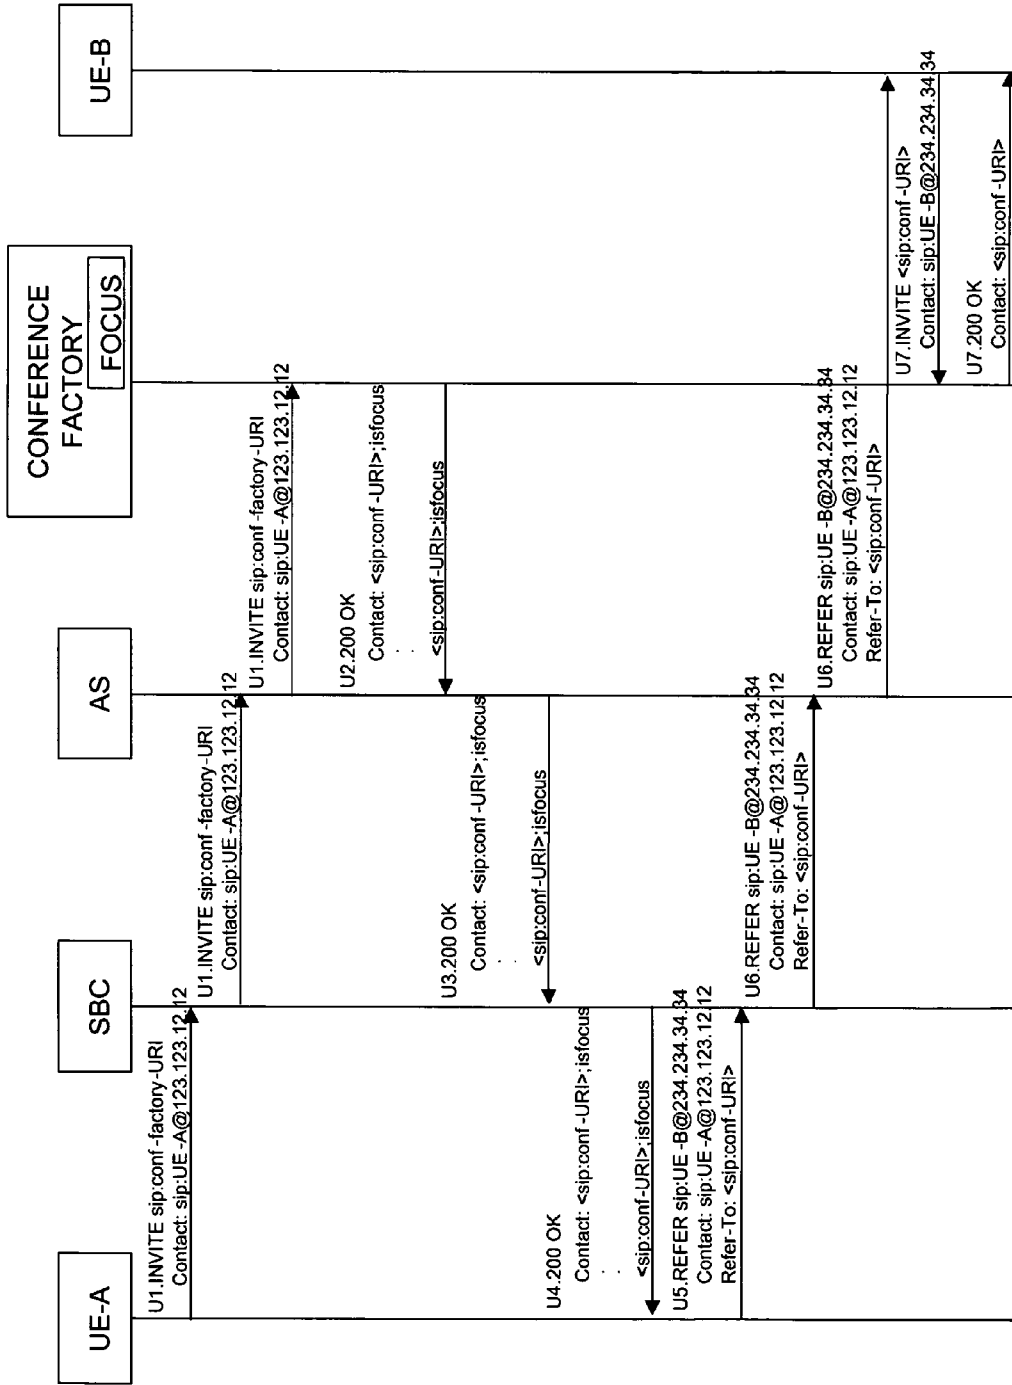 UE-A
SBC
AS
CONFERENCE
FACTORY
FOCUS
UE-B
U1.INVITE sip:conf-factory-URI
Contact: sip:UE-A@123.123.12.12
U1.INVITE sip:conf-factory-URI
Contact: sip:UE-A@123.123.12.12
U1.INVITE sip:conf-factory-URI
Contact: sip:UE-A@123.123.12.12
U2.200 OK
Contact: <sip:conf-URI>;isfocus
. .
<sip:conf-URI>;isfocus
U3.200 OK
Contact: <sip:conf-URI>;isfocus
. .
<sip:conf-URI>;isfocus
U4.200 OK
Contact: <sip:conf-URI>;isfocus
. .
<sip:conf-URI>;isfocus
U5.REFER sip:UE-B@234.234.34.34
Contact: sip:UE-A@123.123.12.12
Refer-To: <sip:conf-URI>
U6.REFER sip:UE-B@234.234.34.34
Contact: sip:UE-A@123.123.12.12
Refer-To: <sip:conf-URI>
U6.REFER sip:UE-B@234.234.34.34
Contact: sip:UE-A@123.123.12.12
Refer-To: <sip:conf-URI>
U7.INVITE <sip:conf-URI>
Contact: sip:UE-B@234.234.34.34
U7.200 OK
Contact: <sip:conf-URI>